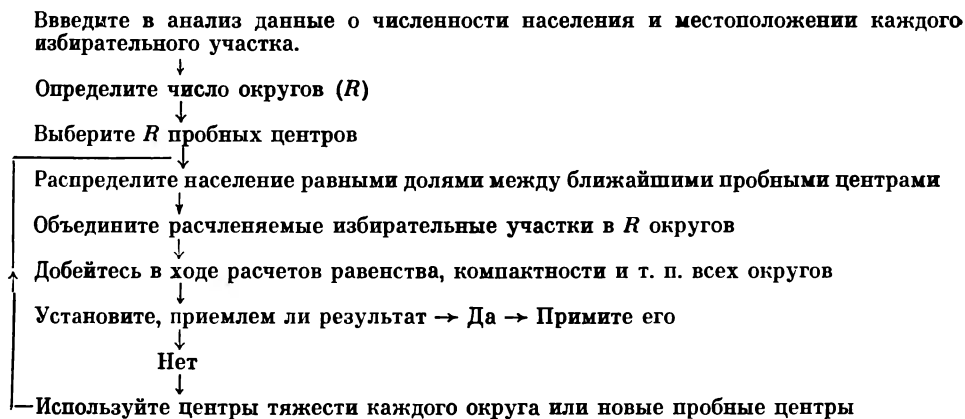 Ввведите в анализ данные о численности населения и местоположении каждого
избирательного участка.
Определите число округов (R)
Выберите R пробных центров
Распределите население равными долями между ближайшими пробными центрами
Объедините расчленяемые избирательные участки в R округов
Добейтесь в ходе расчетов равенства, компактности и т. п. всех округов
Установите, приемлем ли результат → Да → Примите его
Нет
Используйте центры тяжести каждого округа или новые пробные центры